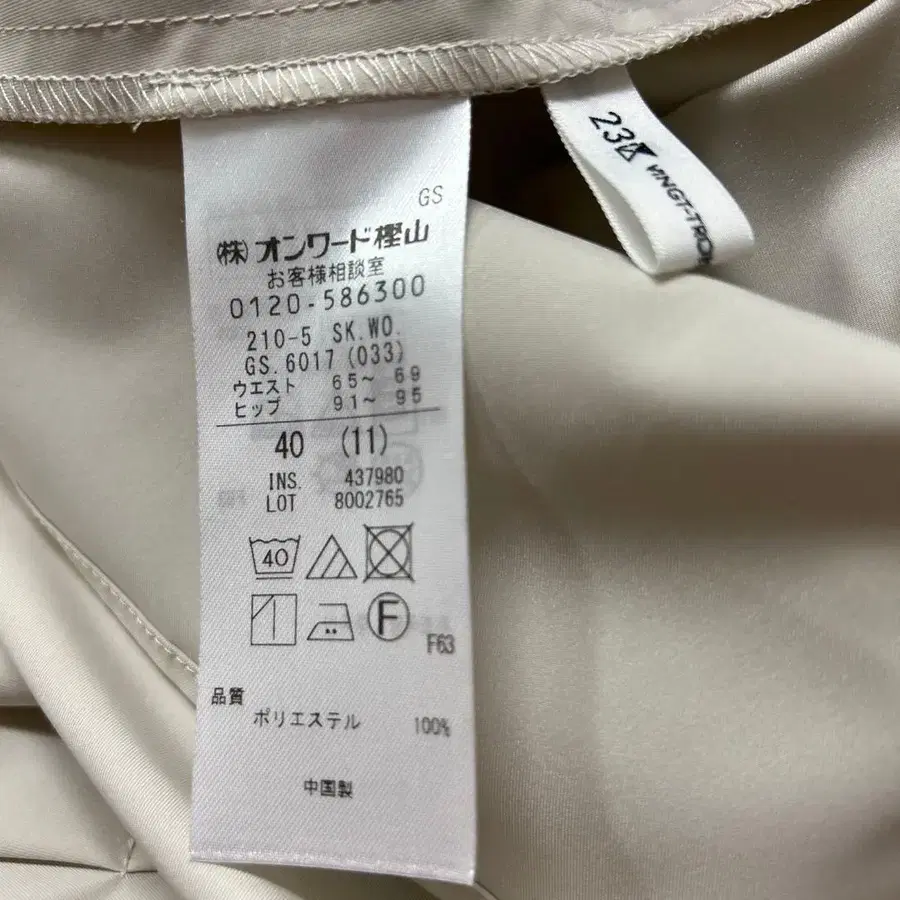 GS
㈱オンワード樫山
お客様相談室
0120-586300
210-5 SK.WO.
GS.6017 (033)
ウエスト 65～ 69
ヒップ 91～ 95
40 (11)
INS. 437980
LOT 8002765
40
F
F63
品質
ポリエステル 100%
中国製
23区
VINGT-TROI